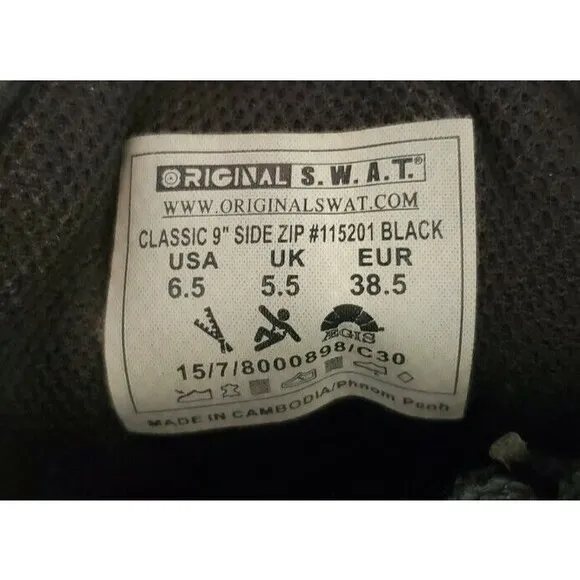 ORIGINAL S.W.A.T.®
WWW.ORIGINALSWAT.COM
CLASSIC 9" SIDE ZIP #115201 BLACK
USA UK EUR
6.5 5.5 38.5
ÆGIS
15/7/8000898/C30
MADE IN CAMBODIA/Phnom Penh